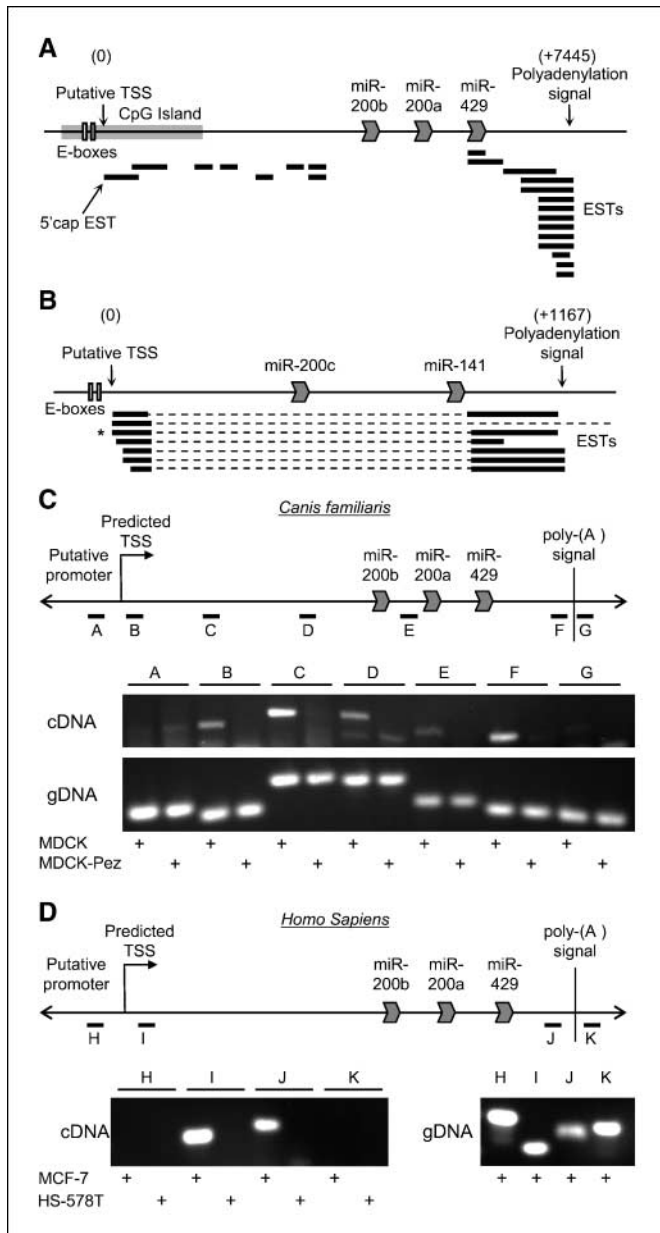 A
(0)
(+7445)
Putative TSS
miR-
200b
miR-
200a
miR-
429
Polyadenylation
signal
CpG Island
E-boxes
5'cap EST
ESTs
B
(0)
(+1167)
Putative TSS
miR-200c
miR-141
Polyadenylation
signal
E-boxes
*
ESTs
C
Canis familiaris
Predicted
TSS
Putative
promoter
miR-
200b
miR-
200a
miR-
429
poly-(A )
signal
A B C D E F G
A B C D E F G
cDNA
gDNA
MDCK + + + + + + +
MDCK-Pez + + + + + + +
D
Homo Sapiens
Predicted
TSS
Putative
promoter
miR-
200b
miR-
200a
miR-
429
poly-(A )
signal
H I J K
H I J K
cDNA
H I J K
gDNA
MCF-7 + + + + + + + +
HS-578T + + + +